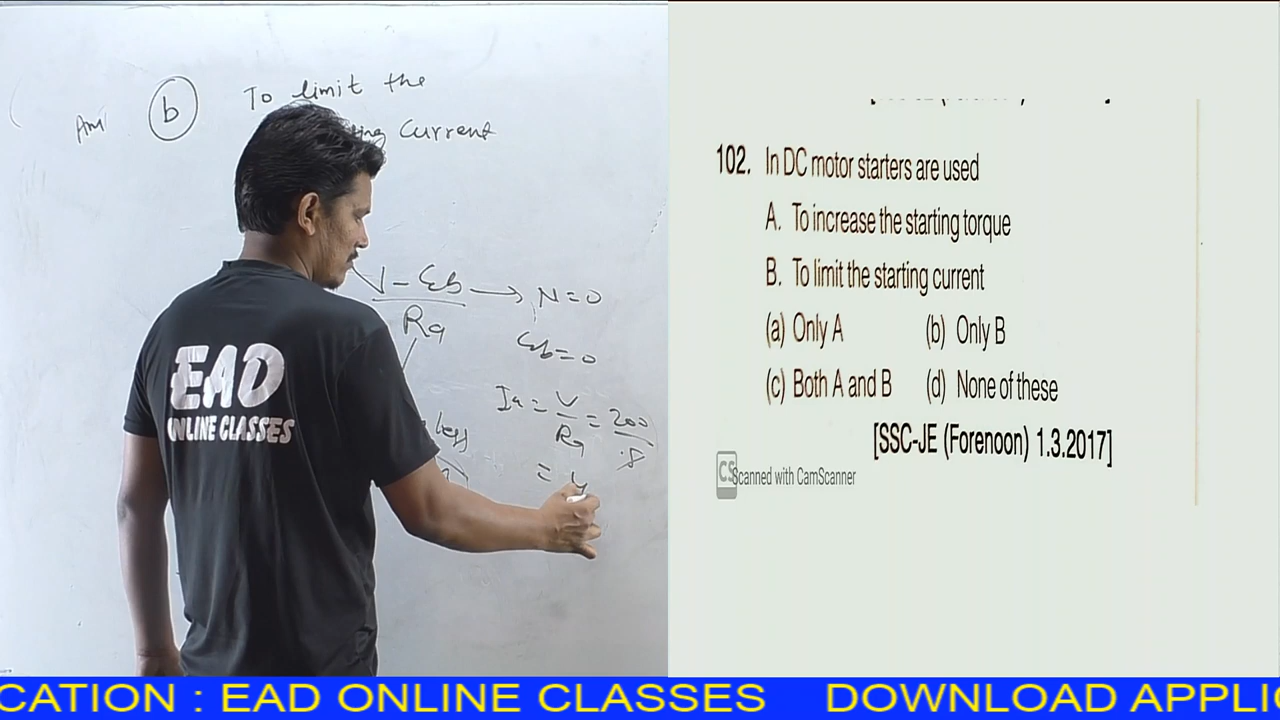 Ans (b) To limit the
ting Current
V - Eb → N = 0
Ra
Eb = 0
Ia = V = 200
Ra .5
less
= 4
EAD
ONLINE CLASSES
102. In DC motor starters are used
A. To increase the starting torque
B. To limit the starting current
(a) Only A (b) Only B
(c) Both A and B (d) None of these
[SSC-JE (Forenoon) 1.3.2017]
CS Scanned with CamScanner
CATION : EAD ONLINE CLASSES DOWNLOAD APPLIC